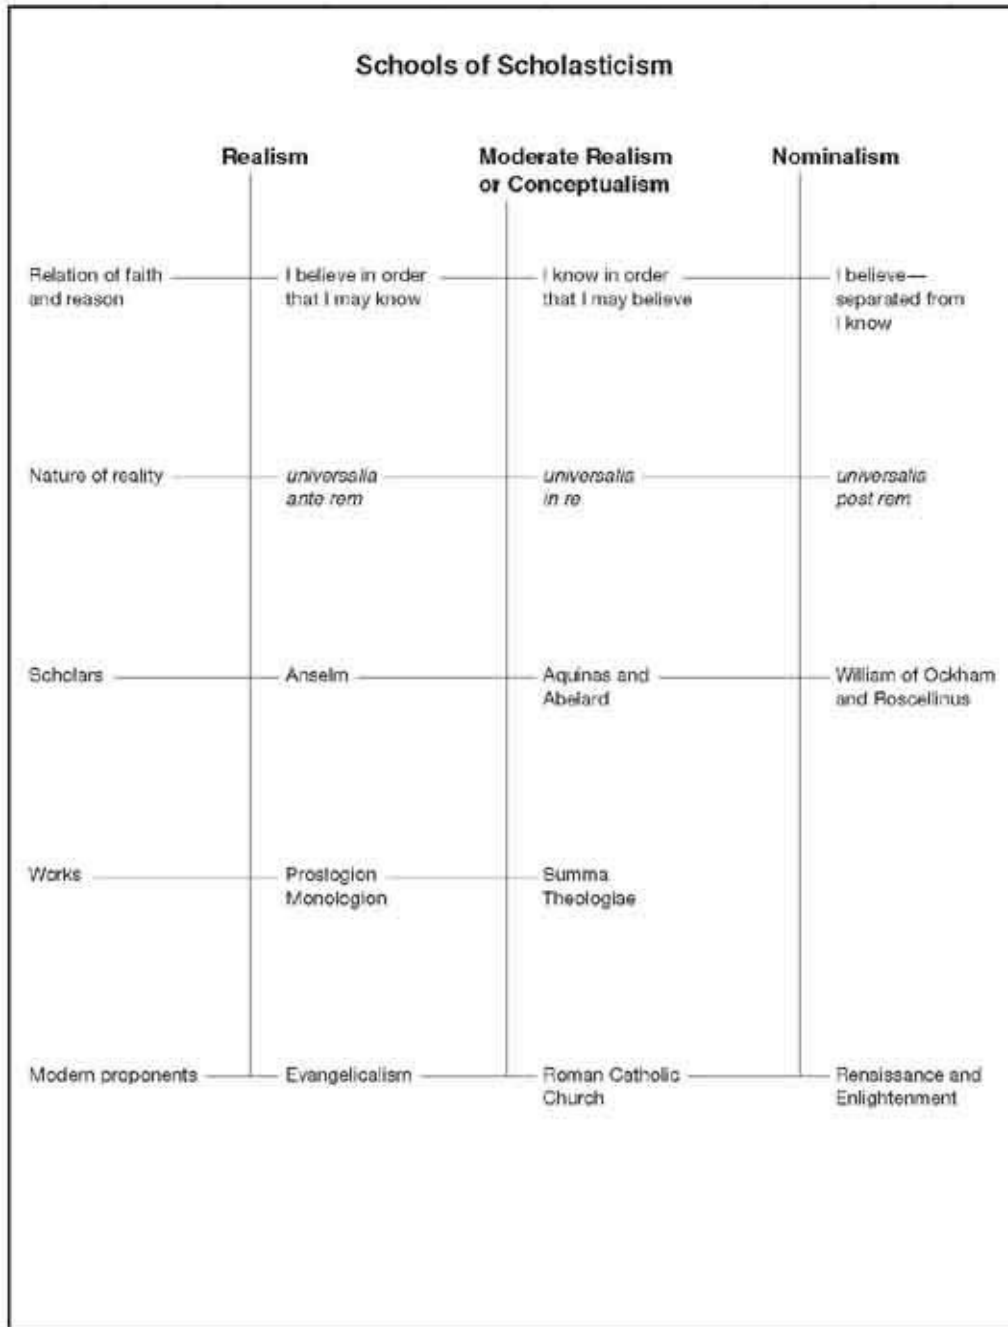 Schools of Scholasticism
Realism
Moderate Realism
or Conceptualism
Nominalism
Relation of faith
and reason
I believe in order
that I may know
I know in order
that I may believe
I believe—
separated from
I know
Nature of reality
universalia
ante rem
universalia
in re
universalia
post rem
Scholars
Anselm
Aquinas and
Abelard
William of Ockham
and Roscellinus
Works
Proslogion
Monologion
Summa
Theologiae
Modern proponents
Evangelicalism
Roman Catholic
Church
Renaissance and
Enlightenment